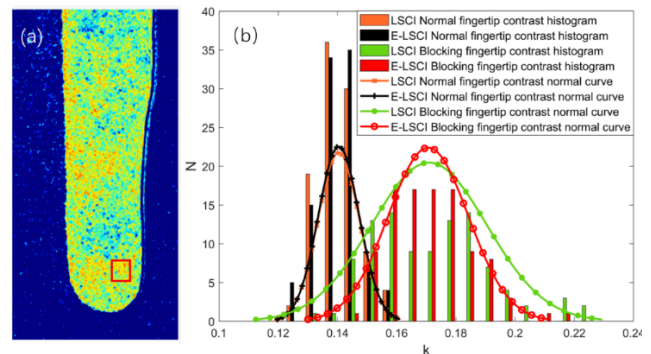 (a)
(b)
LSCI Normal fingertip contrast histogram
E-LSCI Normal fingertip contrast histogram
LSCI Blocking fingertip contrast histogram
E-LSCI Blocking fingertip contrast histogram
LSCI Normal fingertip contrast normal curve
E-LSCI Normal fingertip contrast normal curve
LSCI Blocking fingertip contrast normal curve
E-LSCI Blocking fingertip contrast normal curve
40
35
30
25
20
15
10
5
0
N
0.1 0.12 0.14 0.16 0.18 0.2 0.22 0.24
k